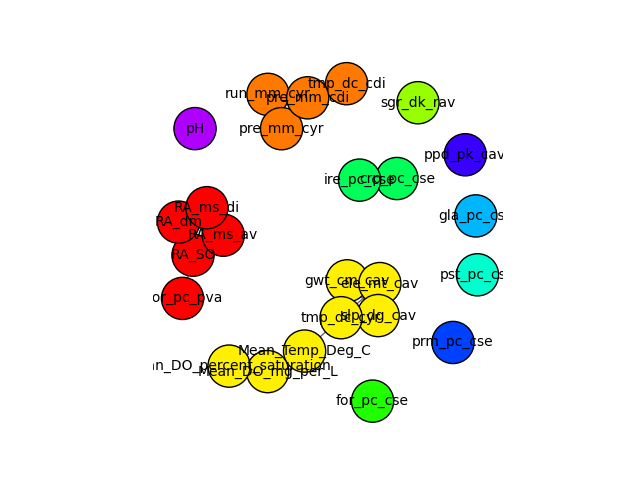 tmp_dc_cdi
run_mm_cyr
pre_mm_cdi
sgr_dk_rav
pH
pre_mm_cyr
ppd_pk_cav
ire_pc_cse
crp_pc_cse
RA_ms_di
gla_pc_cs
RA_dm
RA_ms_av
RA_SO
pst_pc_cs
gwt_cm_cav
ele_mt_cav
or_pc_pva
tmp_dc_cyr
slp_dg_cav
prm_pc_cse
Mean_Temp_Deg_C
n_DO_percent_saturation
Mean_DO_mg_per_L
for_pc_cse